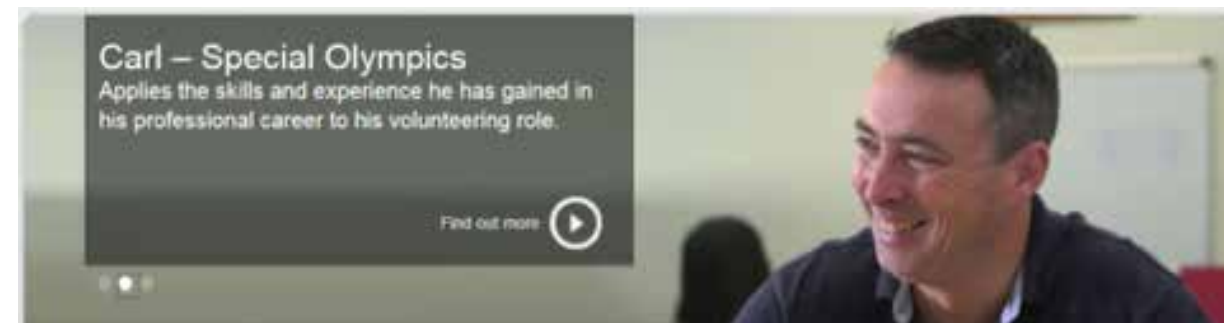 Carl – Special Olympics
Applies the skills and experience he has gained in
his professional career to his volunteering role.
Find out more